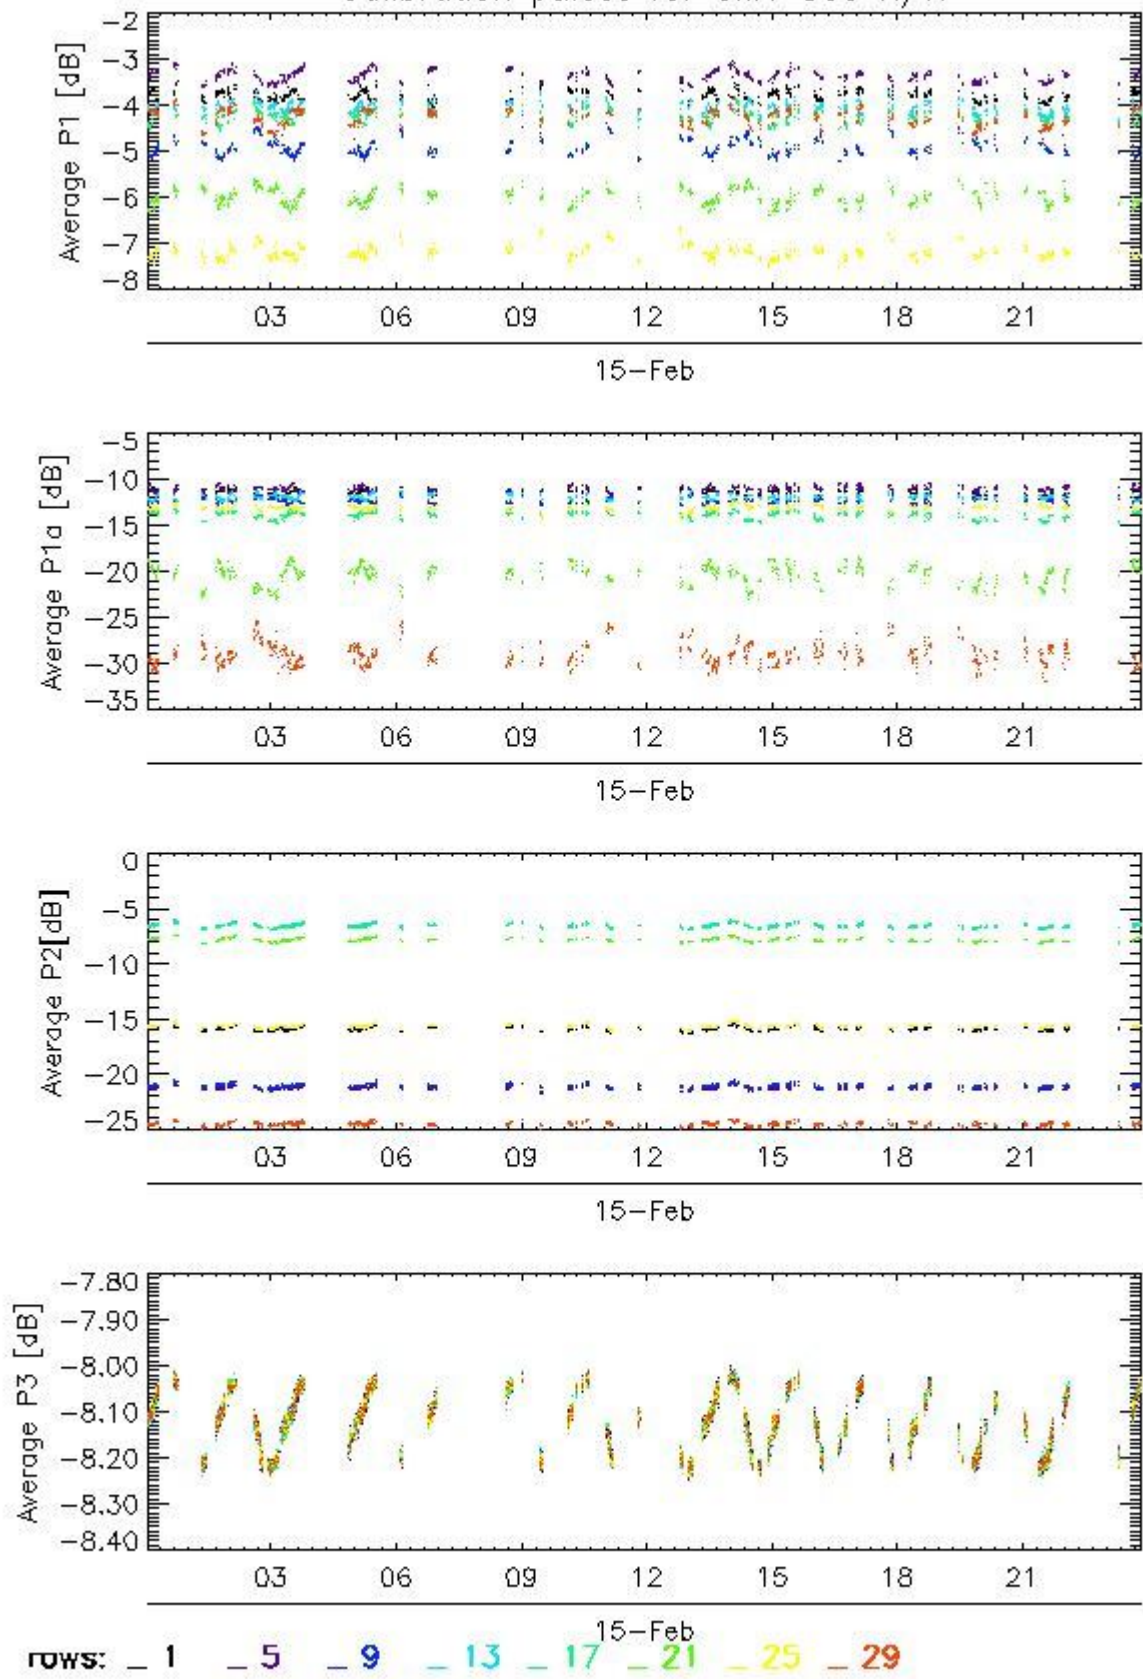 -2
-3
-4
-5
-6
-7
-8
Average P1 [dB]
03 06 09 12 15 18 21
15-Feb
-5
-10
-15
-20
-25
-30
-35
Average P1a [dB]
03 06 09 12 15 18 21
15-Feb
0
-5
-10
-15
-20
-25
Average P2[dB]
03 06 09 12 15 18 21
15-Feb
-7.80
-7.90
-8.00
-8.10
-8.20
-8.30
-8.40
Average P3 [dB]
03 06 09 12 15 18 21
15-Feb
rows: _ 1 _ 5 _ 9 _ 13 _ 17 _ 21 _ 25 _ 29